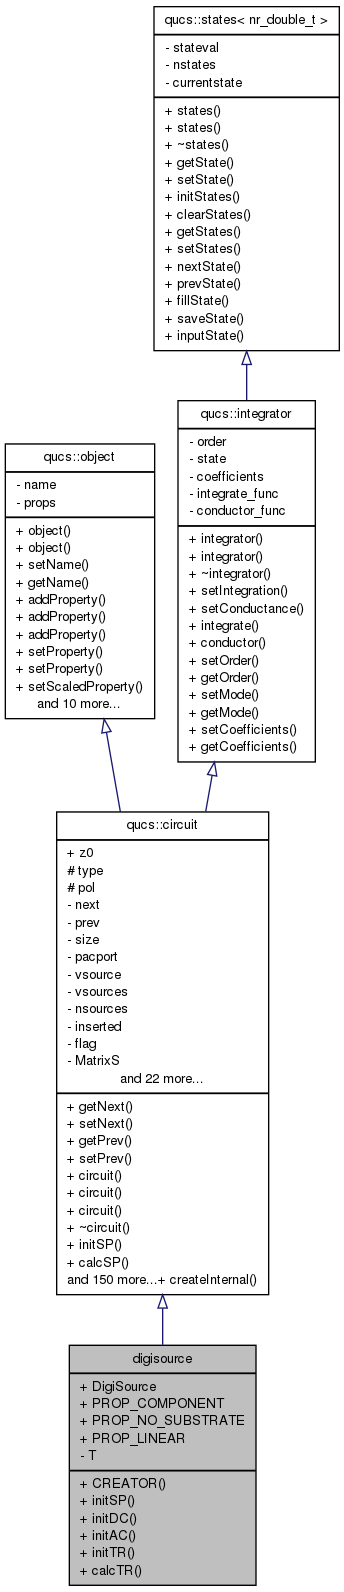 qucs::states< nr_double_t >
- stateval
- nstates
- currentstate
+ states()
+ states()
+ ~states()
+ getState()
+ setState()
+ initStates()
+ clearStates()
+ getStates()
+ setStates()
+ nextState()
+ prevState()
+ fillState()
+ saveState()
+ inputState()
qucs::integrator
- order
- state
- coefficients
- integrate_func
- conductor_func
+ integrator()
+ integrator()
+ ~integrator()
+ setIntegration()
+ setConductance()
+ integrate()
+ conductor()
+ setOrder()
+ getOrder()
+ setMode()
+ getMode()
+ setCoefficients()
+ getCoefficients()
qucs::object
- name
- props
+ object()
+ object()
+ setName()
+ getName()
+ addProperty()
+ addProperty()
+ addProperty()
+ setProperty()
+ setProperty()
+ setScaledProperty()
and 10 more...
qucs::circuit
+ z0
# type
# pol
- next
- prev
- size
- pacport
- vsource
- vsources
- nsources
- inserted
- flag
- MatrixS
and 22 more...
+ getNext()
+ setNext()
+ getPrev()
+ setPrev()
+ circuit()
+ circuit()
+ circuit()
+ ~circuit()
+ initSP()
+ calcSP()
and 150 more...+ createInternal()
digisource
+ DigiSource
+ PROP_COMPONENT
+ PROP_NO_SUBSTRATE
+ PROP_LINEAR
- T
+ CREATOR()
+ initSP()
+ initDC()
+ initAC()
+ initTR()
+ calcTR()